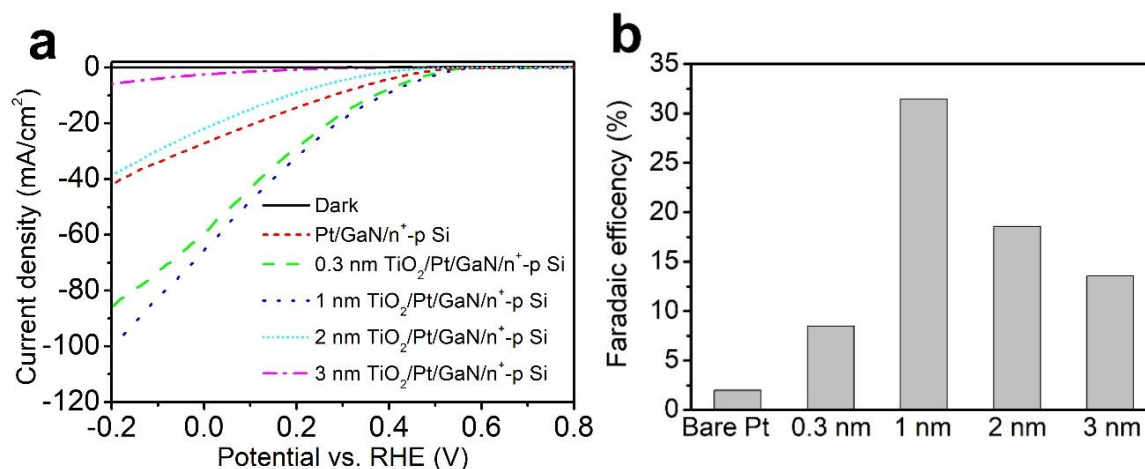 a
0
-20
-40
-60
-80
-100
-120
Current density (mA/cm²)
Dark
Pt/GaN/n⁺-p Si
0.3 nm TiO₂/Pt/GaN/n⁺-p Si
1 nm TiO₂/Pt/GaN/n⁺-p Si
2 nm TiO₂/Pt/GaN/n⁺-p Si
3 nm TiO₂/Pt/GaN/n⁺-p Si
-0.2 0.0 0.2 0.4 0.6 0.8
Potential vs. RHE (V)
b
35
30
25
20
15
10
5
0
Faradaic efficency (%)
Bare Pt 0.3 nm 1 nm 2 nm 3 nm